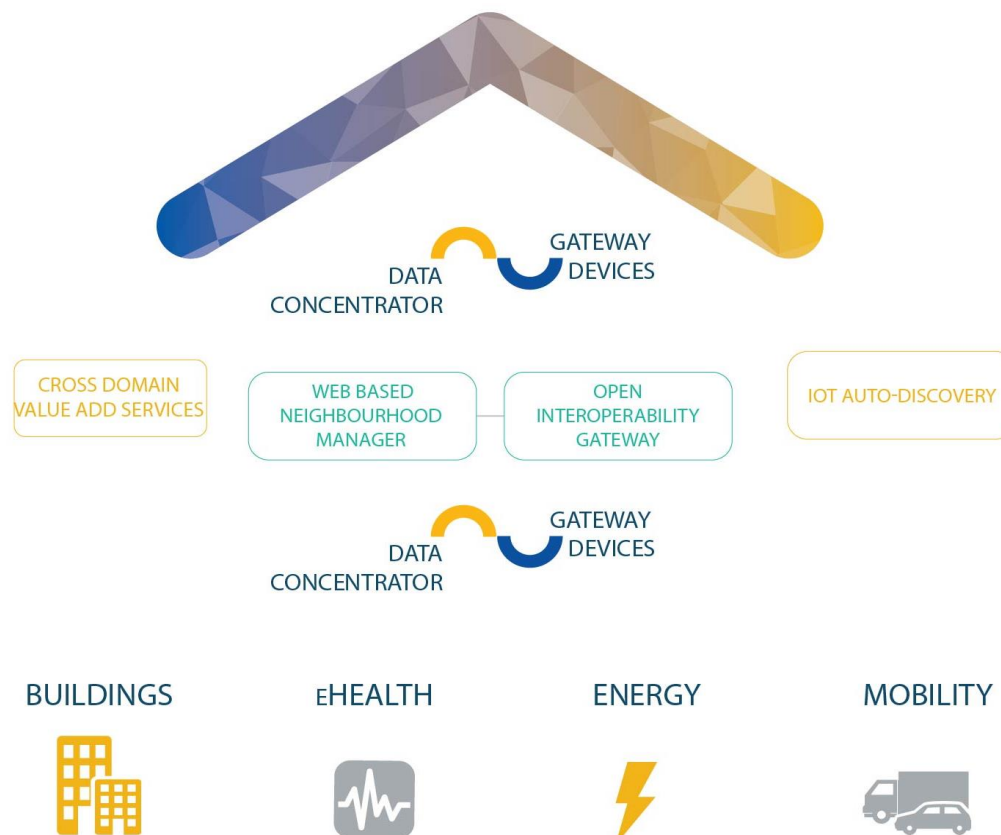 GATEWAY
DEVICES
DATA
CONCENTRATOR
CROSS DOMAIN
VALUE ADD SERVICES
WEB BASED
NEIGHBOURHOOD
MANAGER
OPEN
INTEROPERABILITY
GATEWAY
IOT AUTO-DISCOVERY
GATEWAY
DEVICES
DATA
CONCENTRATOR
BUILDINGS
eHEALTH
ENERGY
MOBILITY